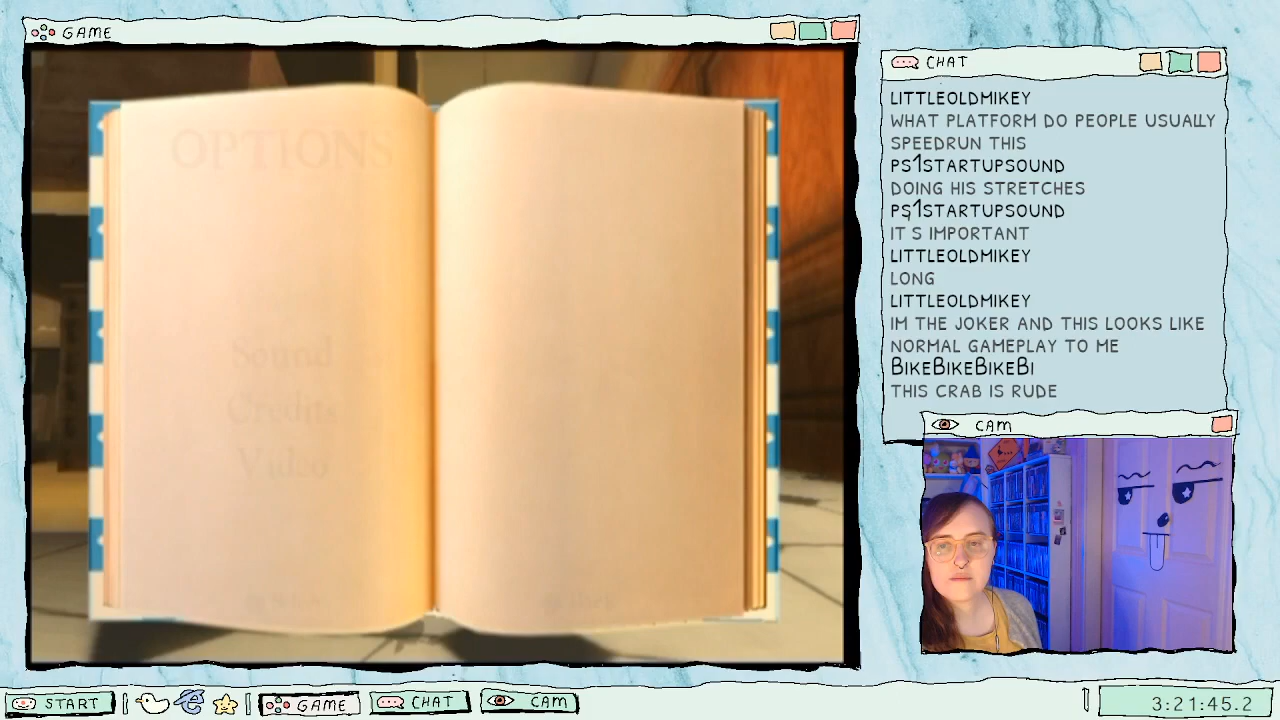 GAME
OPTIONS
Sound
Credits
Video
CHAT
LITTLEOLDMIKEY
WHAT PLATFORM DO PEOPLE USUALLY
SPEEDRUN THIS
PS1STARTUPSOUND
DOING HIS STRETCHES
PS1STARTUPSOUND
IT S IMPORTANT
LITTLEOLDMIKEY
LONG
LITTLEOLDMIKEY
IM THE JOKER AND THIS LOOKS LIKE
NORMAL GAMEPLAY TO ME
BIKEBIKEBIKEBI
THIS CRAB IS RUDE
CAM
START
GAME
CHAT
CAM
3:21:45.2